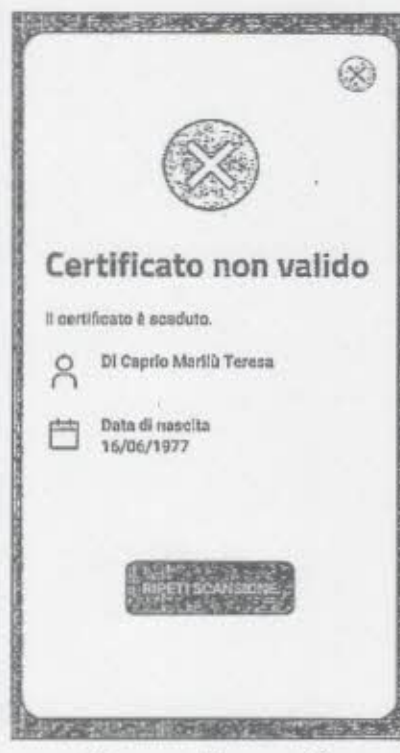 Certificato non valido
Il certificato è scaduto.
Di Caprio Marilù Teresa
Data di nascita
16/06/1977
RIPETI SCANSIONE